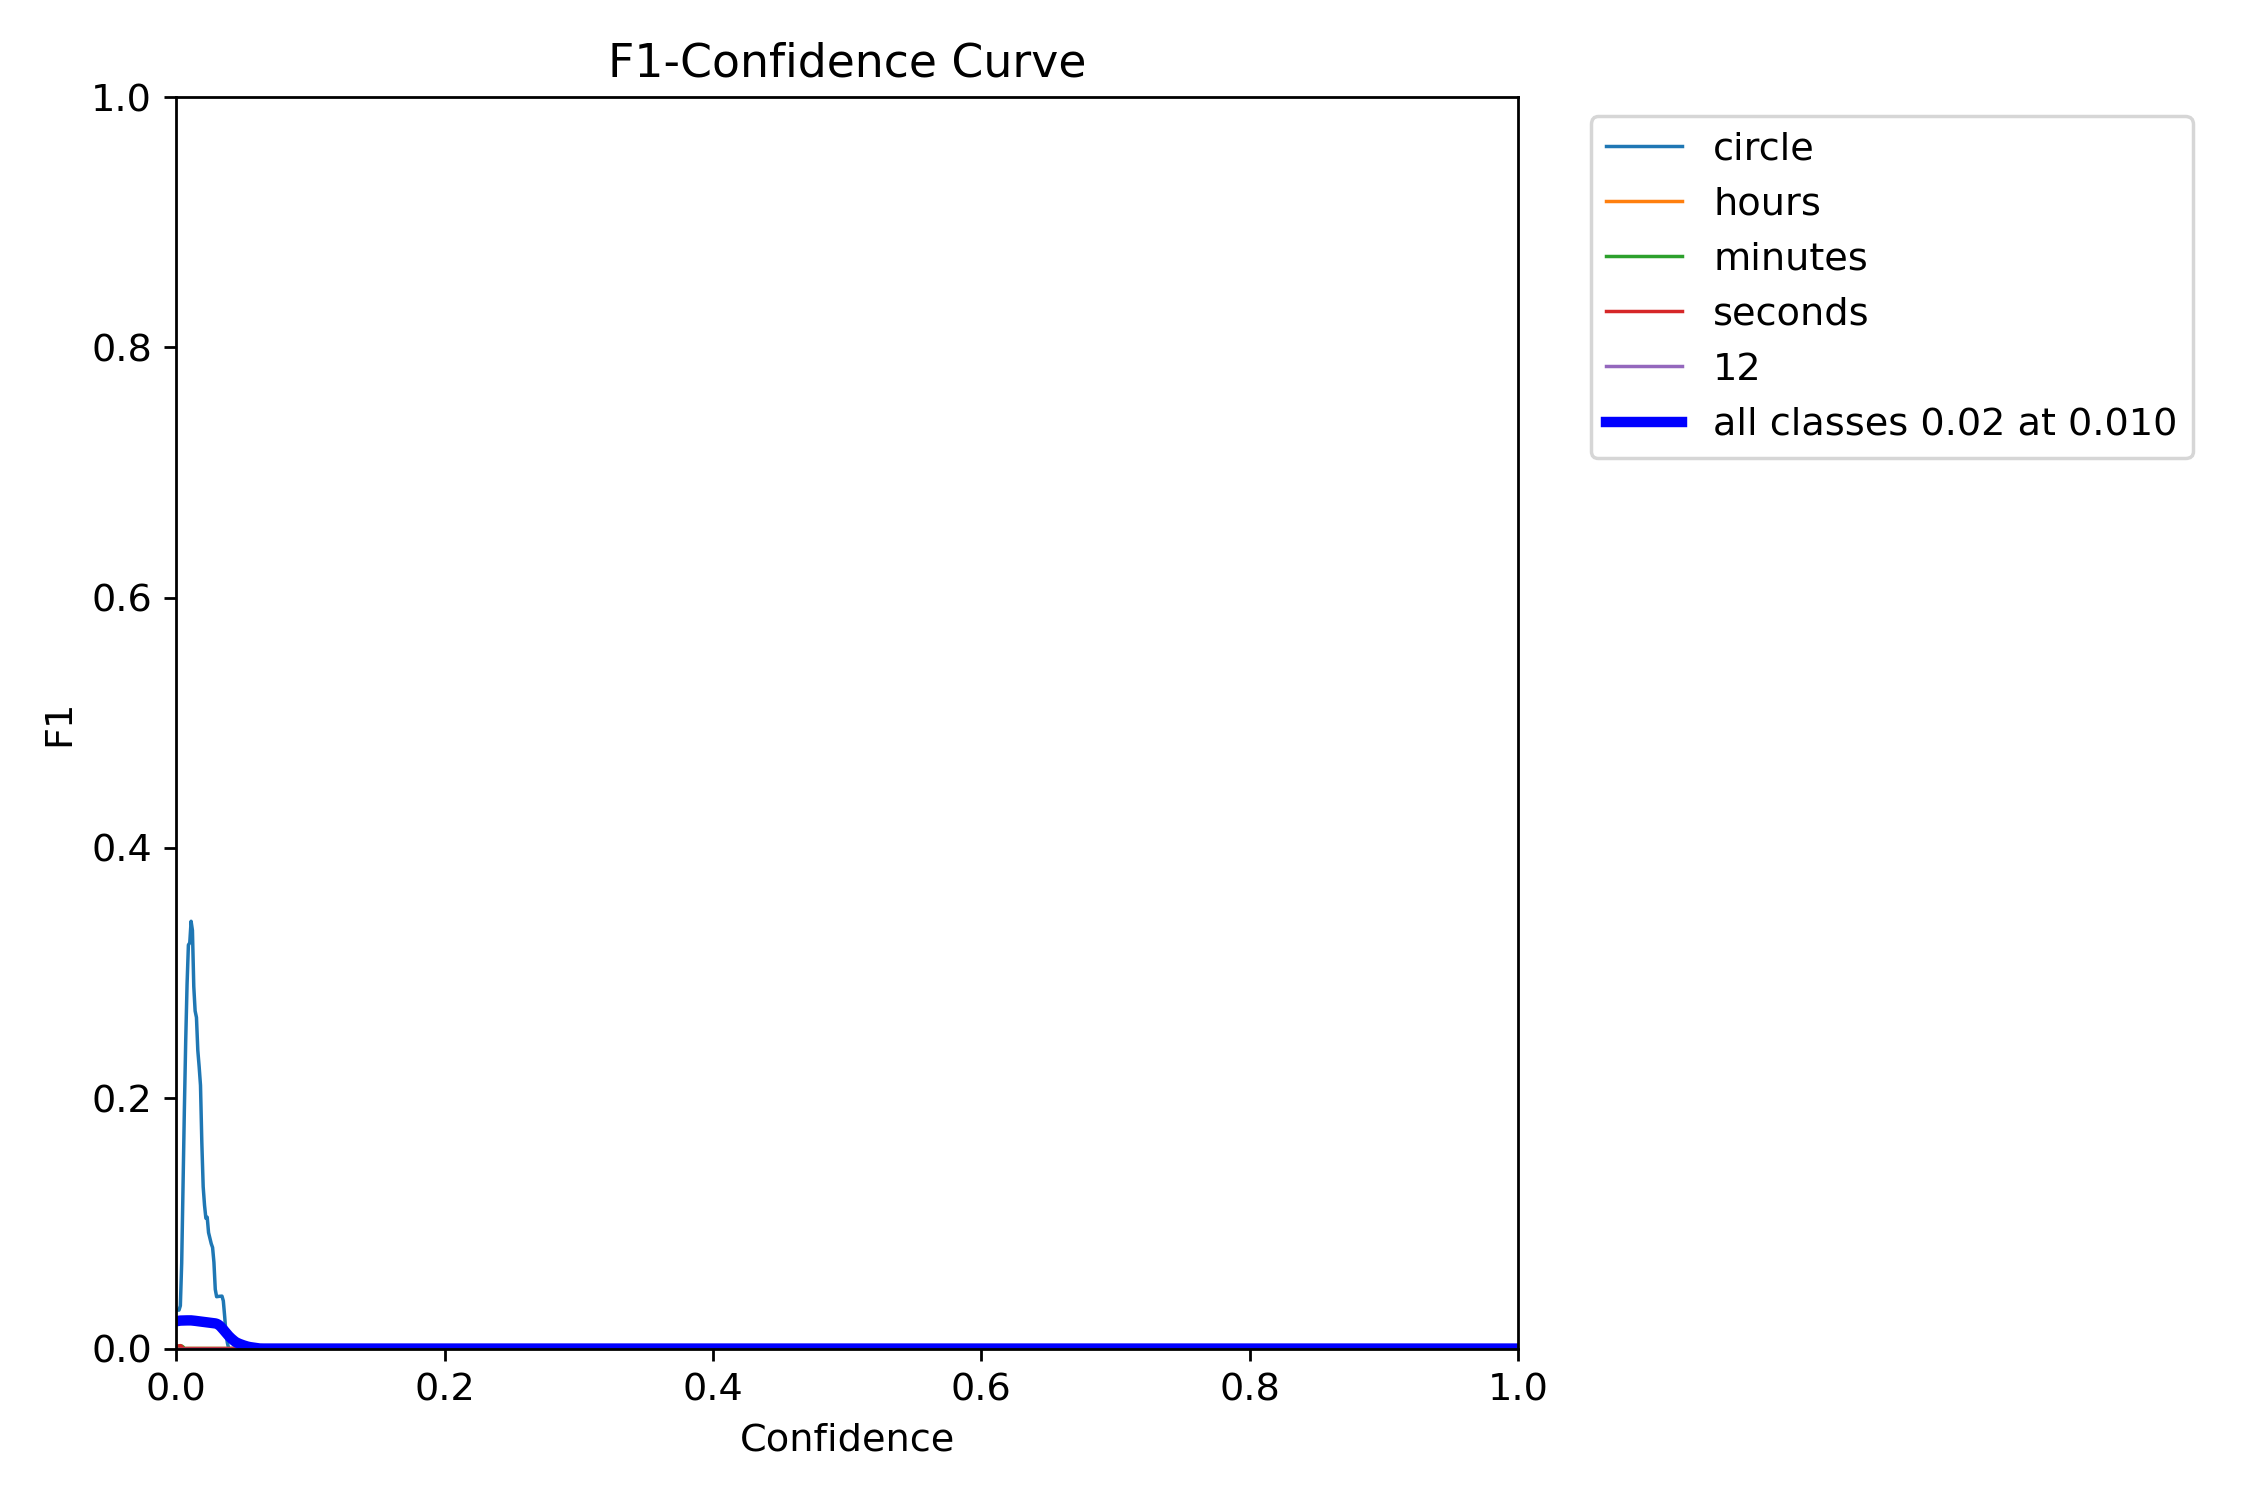 F1-Confidence Curve
1.0
0.8
0.6
0.4
0.2
0.0
F1
0.0 0.2 0.4 0.6 0.8 1.0
Confidence
circle
hours
minutes
seconds
12
all classes 0.02 at 0.010